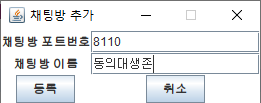 채팅방 추가
채팅방 포트번호 8110
채팅방 이름 동의대생존
등록 취소